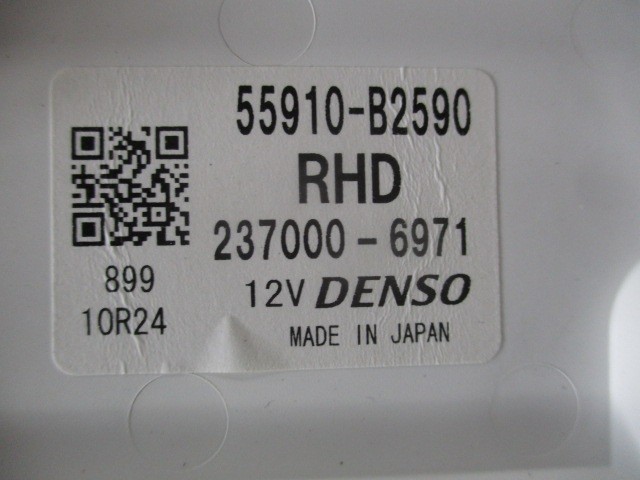 55910-B2590
RHD
237000-6971
899
12V DENSO
10R24
MADE IN JAPAN